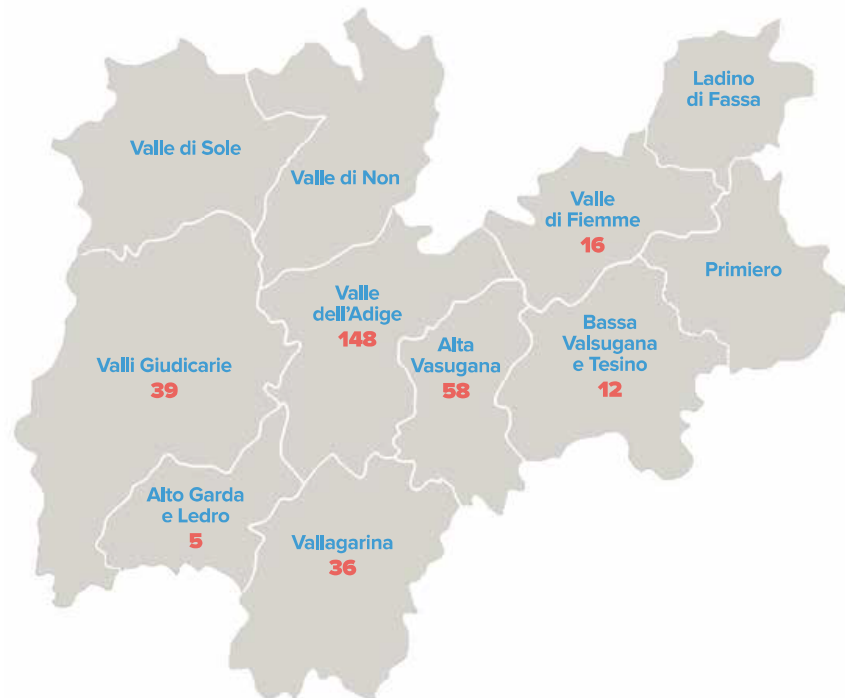 Ladino
di Fassa
Valle di Sole
Valle di Non
Valle
di Fiemme
16
Primiero
Valle
dell'Adige
148
Bassa
Valsugana
e Tesino
12
Alta
Vasugana
58
Valli Giudicarie
39
Alto Garda
e Ledro
5
Vallagarina
36